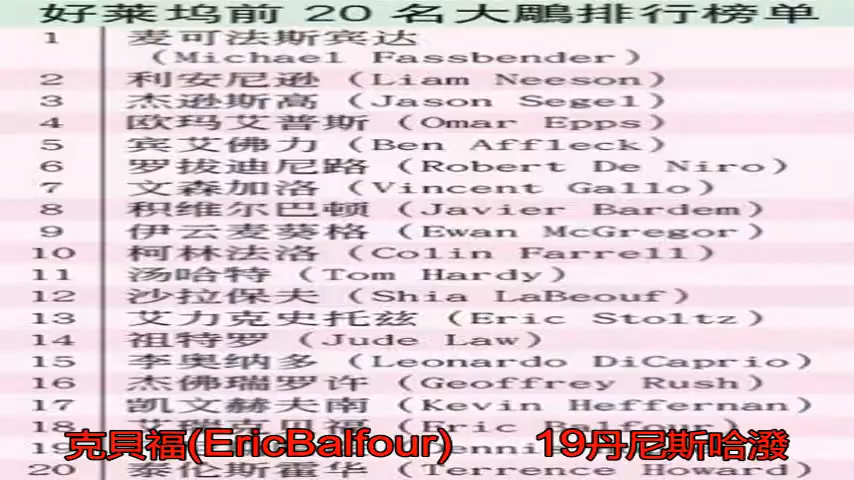 好莱坞前 20 名大鵰排行榜单
1 麦可法斯宾达
(Michael Fassbender)
2 利安尼逊 (Liam Neeson)
3 杰逊斯高 (Jason Segel)
4 欧玛艾普斯 (Omar Epps)
5 宾艾佛力 (Ben Affleck)
6 罗拔迪尼路 (Robert De Niro)
7 文森加洛 (Vincent Gallo)
8 积维尔巴顿 (Javier Bardem)
9 伊云麦葵格 (Ewan McGregor)
10 柯林法洛 (Colin Farrell)
11 汤哈特 (Tom Hardy)
12 沙拉保夫 (Shia LaBeouf)
13 艾力克史托兹 (Eric Stoltz)
14 祖特罗 (Jude Law)
15 李奥纳多 (Leonardo DiCaprio)
16 杰佛瑞罗许 (Geoffrey Rush)
17 凯文赫夫南 (Kevin Heffernan)
18 (Eric Balfour)
克貝福(EricBalfour) 19丹尼斯哈潑
20 泰伦斯霍华 (Terrence Howard)